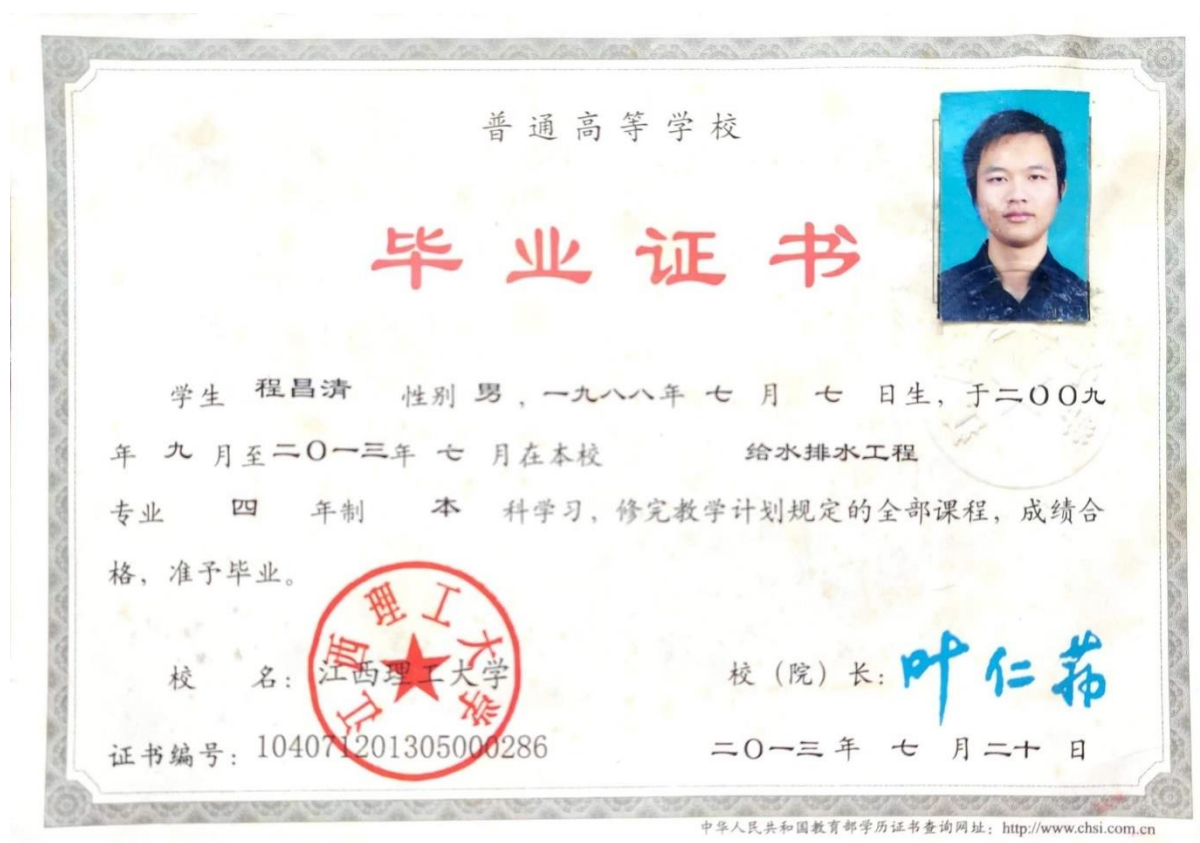 普通高等学校
毕业证书
学生 程昌清 性别 男，一九八八年 七 月 七 日生，于二〇〇九
年 九 月至二〇一三年 七 月在本校 给水排水工程
专业 四 年制 本 科学习，修完教学计划规定的全部课程，成绩合
格，准予毕业。
江西理工大学
校 名：江西理工大学
校（院）长：叶仁荪
证书编号：104071201305000286
二〇一三年 七 月二十 日
中华人民共和国教育部学历证书查询网址：http://www.chsi.com.cn